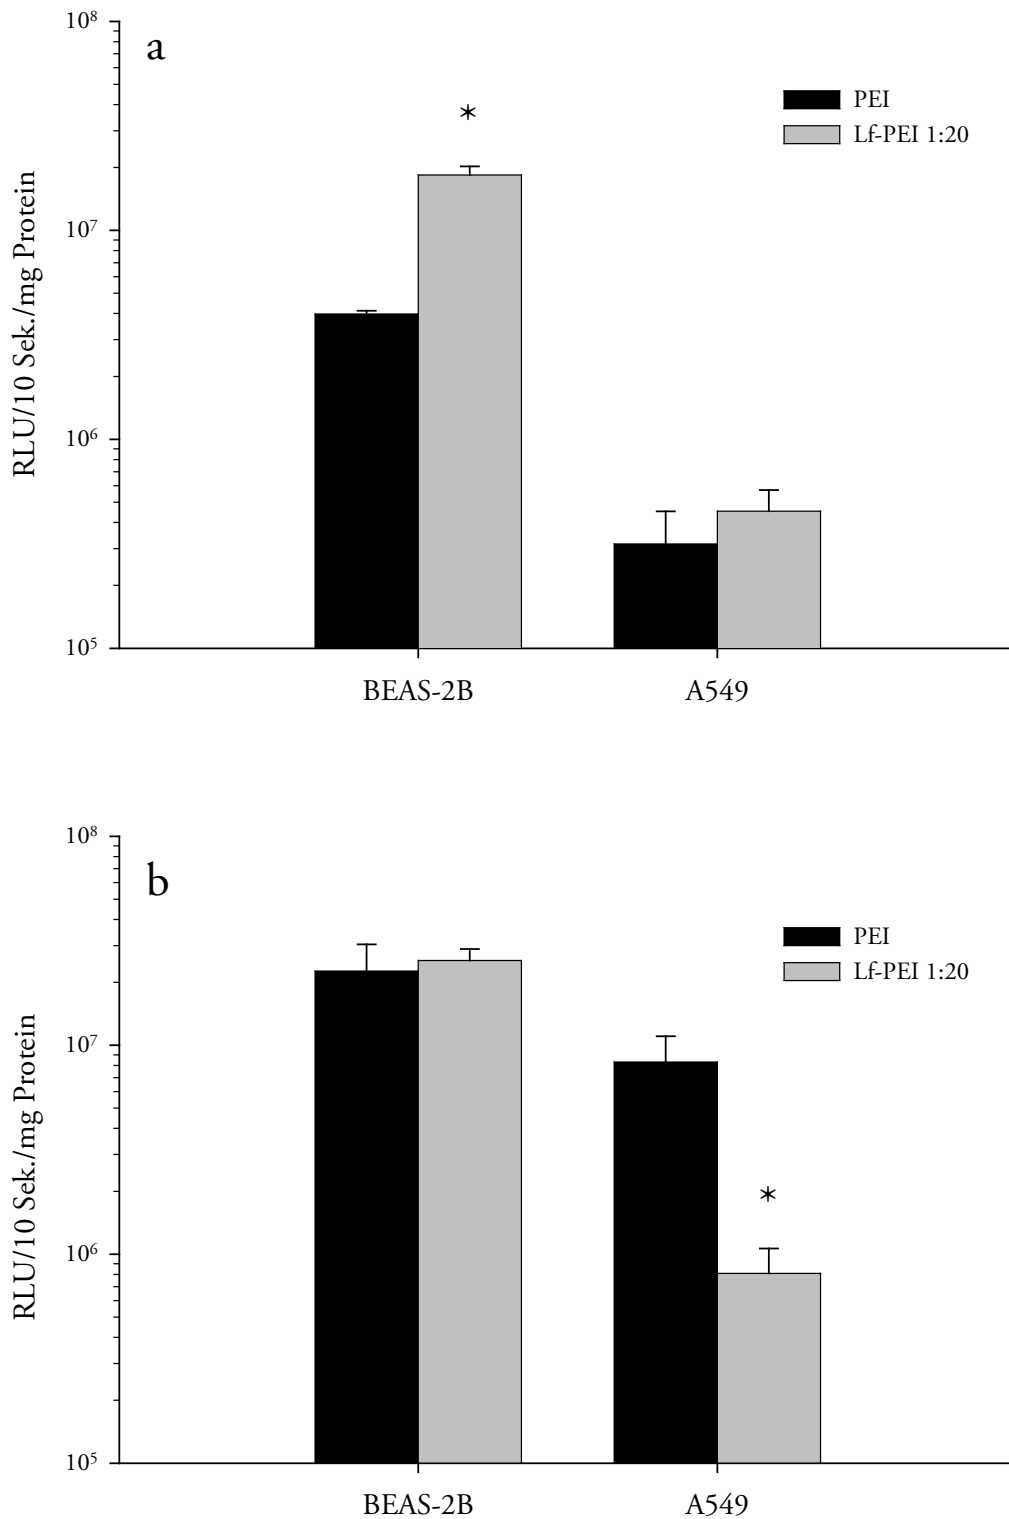 a
10⁸
10⁷
10⁶
10⁵
RLU/10 Sek./mg Protein
*
PEI
Lf-PEI 1:20
BEAS-2B
A549
b
10⁸
10⁷
10⁶
10⁵
RLU/10 Sek./mg Protein
PEI
Lf-PEI 1:20
*
BEAS-2B
A549